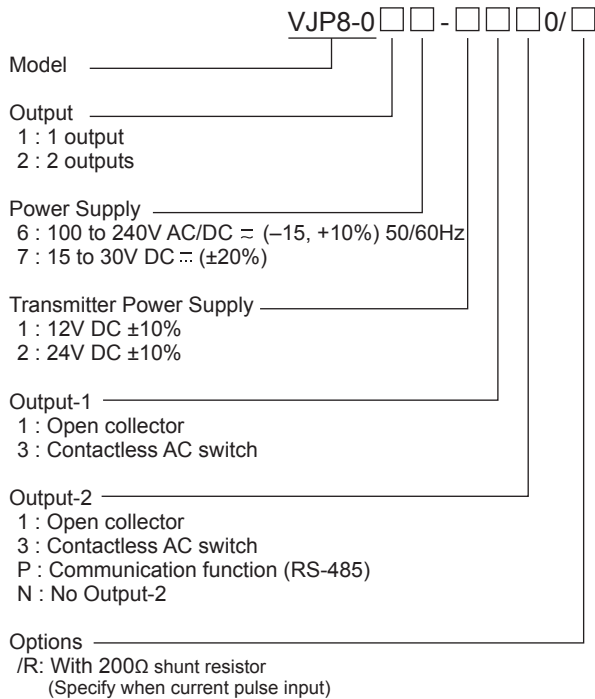 VJP8-0□□-□□□0/□
Model
Output
1 : 1 output
2 : 2 outputs
Power Supply
6 : 100 to 240V AC/DC ⎓ (–15, +10%) 50/60Hz
7 : 15 to 30V DC ⎓ (±20%)
Transmitter Power Supply
1 : 12V DC ±10%
2 : 24V DC ±10%
Output-1
1 : Open collector
3 : Contactless AC switch
Output-2
1 : Open collector
3 : Contactless AC switch
P : Communication function (RS-485)
N : No Output-2
Options
/R: With 200Ω shunt resistor
(Specify when current pulse input)